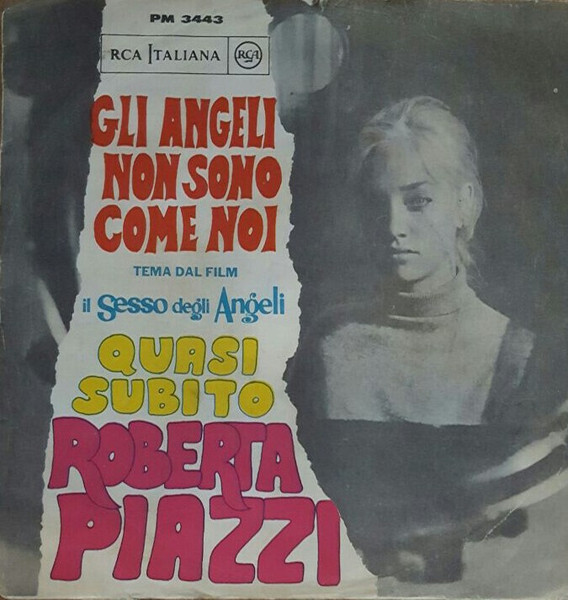 PM 3443
RCA ITALIANA RCA
GLI ANGELI
NON SONO
COME NOI
TEMA DAL FILM
il Sesso degli Angeli
QUASI
SUBITO
ROBERTA
PIAZZI